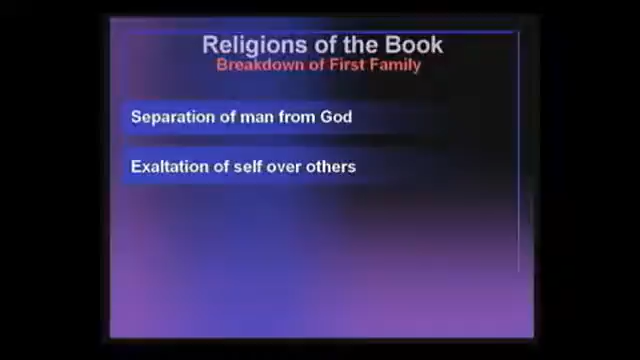 Religions of the Book
Breakdown of First Family
Separation of man from God
Exaltation of self over others